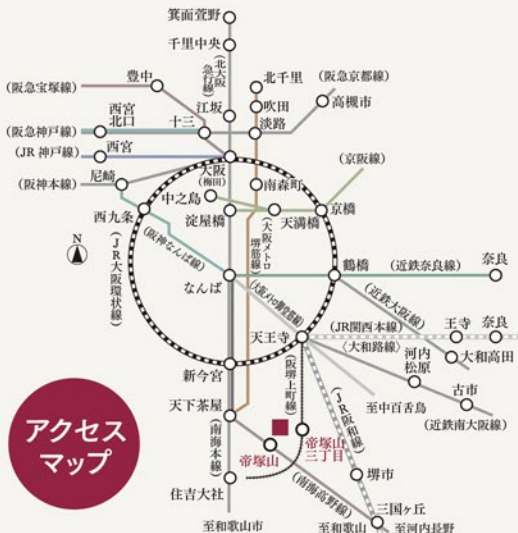 箕面萱野
千里中央
(北大阪
急行線)
北千里
豊中
(阪急京都線)
(阪急宝塚線)
江坂
吹田
高槻市
西宮
北口
十三
淡路
(阪急神戸線)
(JR神戸線)
西宮
大阪
(梅田)
(京阪線)
尼崎
(阪神本線)
中之島
南森町
京橋
西九条
淀屋橋
天満橋
(大阪メトロ
堺筋線)
N
(JR大阪環状線)
(阪神なんば線)
なんば
鶴橋
(近鉄奈良線)
奈良
(大阪メトロ御堂筋線)
(近鉄大阪線)
天王寺
(JR関西本線)
〈大和路線〉
王寺
奈良
新今宮
(阪堺上町線)
河内
松原
大和高田
天下茶屋
(JR阪和線)
至中百舌鳥
古市
(近鉄南大阪線)
アクセス
マップ
(南海本線)
帝塚山
帝塚山
三丁目
住吉大社
(南海高野線)
堺市
三国ヶ丘
至和歌山市
至和歌山
至河内長野